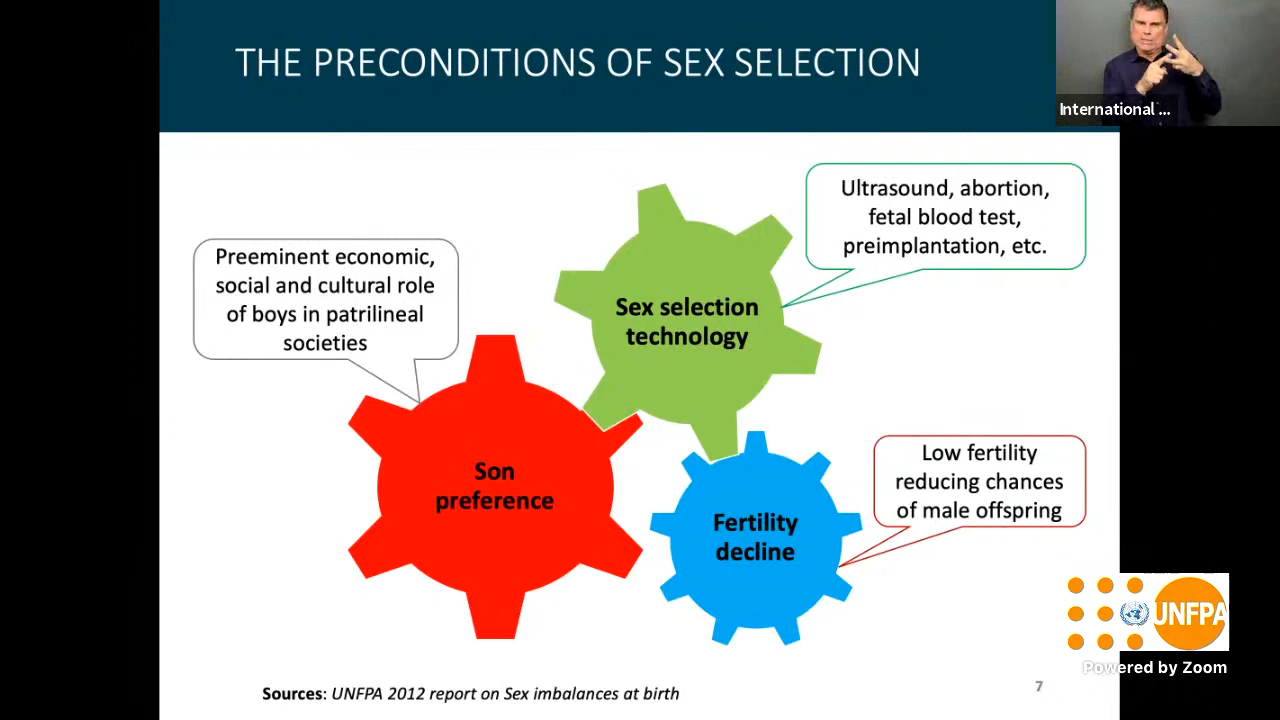 THE PRECONDITIONS OF SEX SELECTION
International ...
Ultrasound, abortion,
fetal blood test,
preimplantation, etc.
Preeminent economic,
social and cultural role
of boys in patrilineal
societies
Sex selection
technology
Son
preference
Fertility
decline
Low fertility
reducing chances
of male offspring
UNFPA
Powered by Zoom
Sources: UNFPA 2012 report on Sex imbalances at birth
7